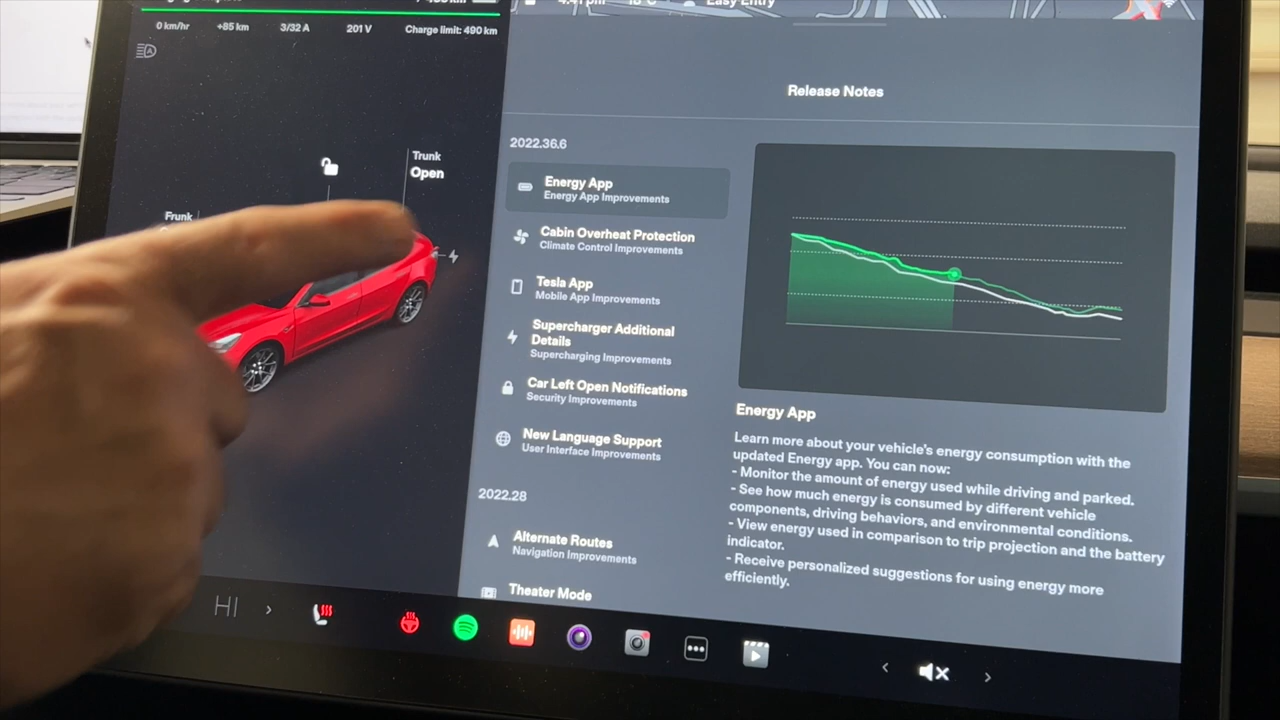 4:41 pm
Easy Entry
0 km/hr
+85 km
3/32 A
201 V
Charge limit: 490 km
Release Notes
2022.36.6
Trunk
Open
Frunk
Energy App
Energy App Improvements
Cabin Overheat Protection
Climate Control Improvements
Tesla App
Mobile App Improvements
Supercharger Additional
Details
Supercharging Improvements
Car Left Open Notifications
Security Improvements
New Language Support
User Interface Improvements
2022.28
Alternate Routes
Navigation Improvements
Theater Mode
Energy App
Learn more about your vehicle's energy consumption with the
updated Energy app. You can now:
- Monitor the amount of energy used while driving and parked.
- See how much energy is consumed by different vehicle
components, driving behaviors, and environmental conditions.
- View energy used in comparison to trip projection and the battery
indicator.
- Receive personalized suggestions for using energy more
efficiently.
HI